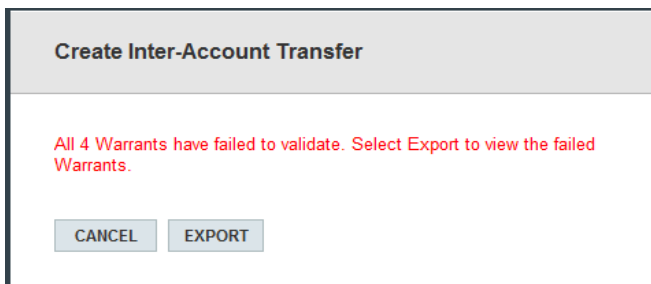 Create Inter-Account Transfer
All 4 Warrants have failed to validate. Select Export to view the failed
Warrants.
CANCEL EXPORT